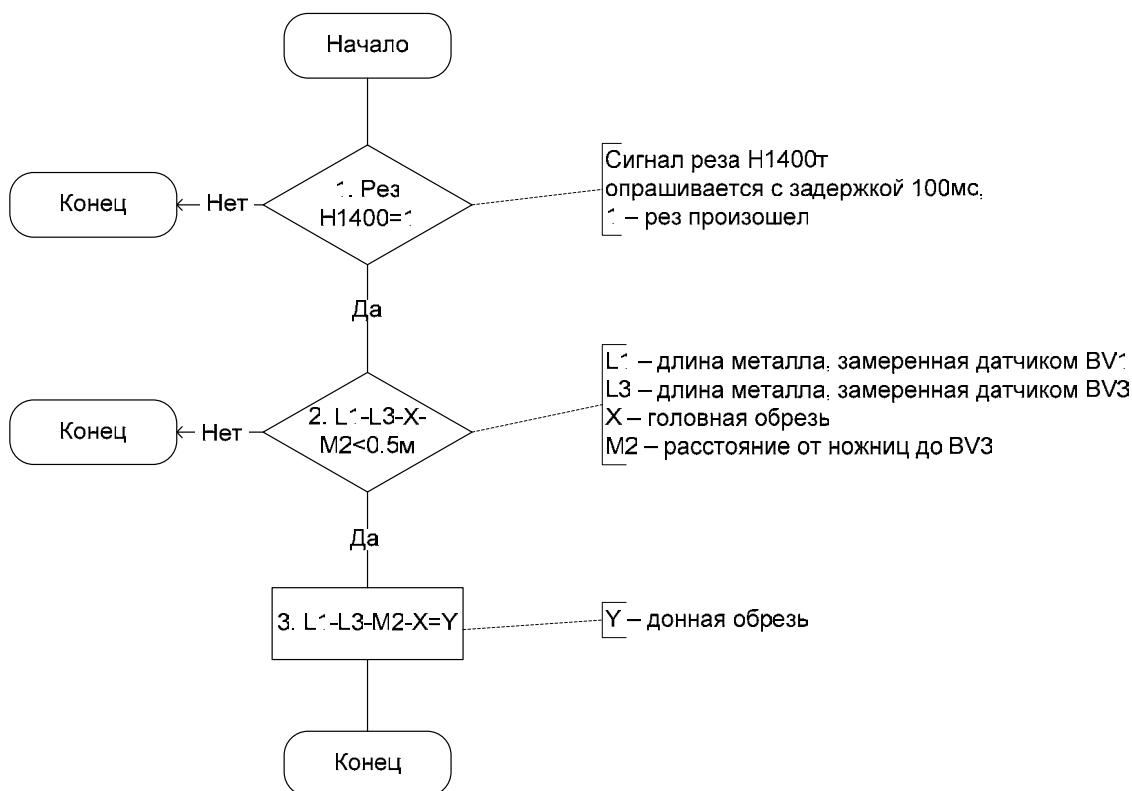 Начало
1. Рез
Н1400=1
Нет
Конец
Сигнал реза Н1400т
опрашивается с задержкой 100мс,
1 – рез произошел
Да
2. L1-L3-X-
M2<0.5м
Нет
Конец
L1 – длина металла, замеренная датчиком BV1
L3 – длина металла, замеренная датчиком BV3
X – головная обрезь
M2 – расстояние от ножниц до BV3
Да
3. L1-L3-M2-X=Y
Y – донная обрезь
Конец